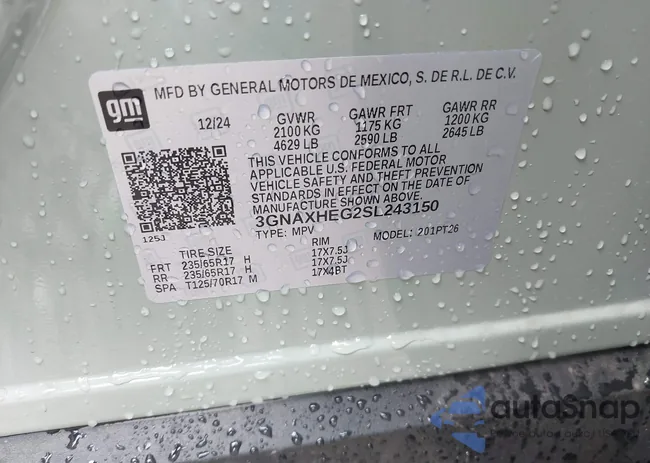 gm
MFD BY GENERAL MOTORS DE MEXICO, S. DE R.L. DE C.V.
12/24 GVWR GAWR FRT GAWR RR
2100 KG 1175 KG 1200 KG
4629 LB 2590 LB 2645 LB
THIS VEHICLE CONFORMS TO ALL
APPLICABLE U.S. FEDERAL MOTOR
VEHICLE SAFETY AND THEFT PREVENTION
STANDARDS IN EFFECT ON THE DATE OF
MANUFACTURE SHOWN ABOVE.
3GNAXHEG2SL243150
125J TYPE: MPV MODEL: 201PT26
TIRE SIZE RIM
FRT 235/65R17 H 17X7.5J
RR 235/65R17 H 17X7.5J
SPA T125/70R17 M 17X4BT
autoSnap